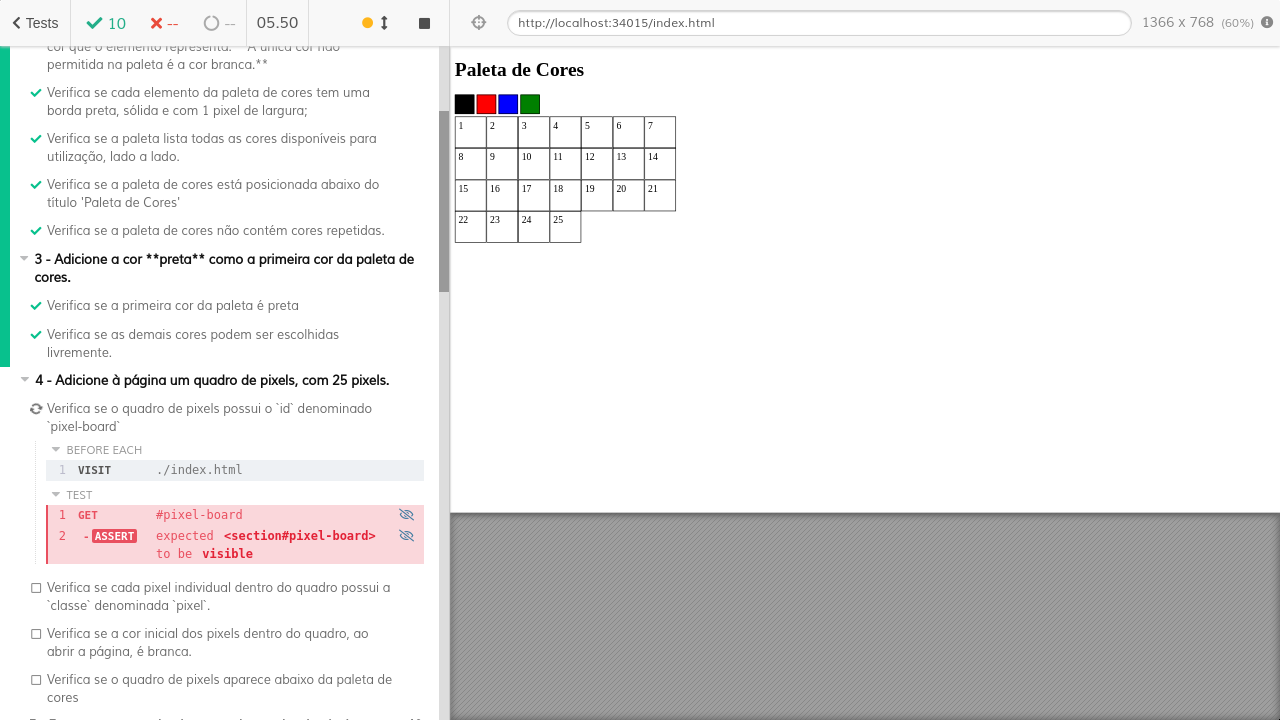 Tests
10
--
--
05.50
http://localhost:34015/index.html
1366 x 768 (60%)
cor que o elemento representa. **A única cor não
permitida na paleta é a cor branca.**
Verifica se cada elemento da paleta de cores tem uma
borda preta, sólida e com 1 pixel de largura;
Verifica se a paleta lista todas as cores disponíveis para
utilização, lado a lado.
Verifica se a paleta de cores está posicionada abaixo do
título 'Paleta de Cores'
Verifica se a paleta de cores não contém cores repetidas.
3 - Adicione a cor **preta** como a primeira cor da paleta de
cores.
Verifica se a primeira cor da paleta é preta
Verifica se as demais cores podem ser escolhidas
livremente.
4 - Adicione à página um quadro de pixels, com 25 pixels.
Verifica se o quadro de pixels possui o `id` denominado
`pixel-board`
BEFORE EACH
1 VISIT ./index.html
TEST
1 GET #pixel-board
2 -ASSERT expected <section#pixel-board>
to be visible
Verifica se cada pixel individual dentro do quadro possui a
`classe` denominada `pixel`.
Verifica se a cor inicial dos pixels dentro do quadro, ao
abrir a página, é branca.
Verifica se o quadro de pixels aparece abaixo da paleta de
cores
Paleta de Cores
1 2 3 4 5 6 7
8 9 10 11 12 13 14
15 16 17 18 19 20 21
22 23 24 25